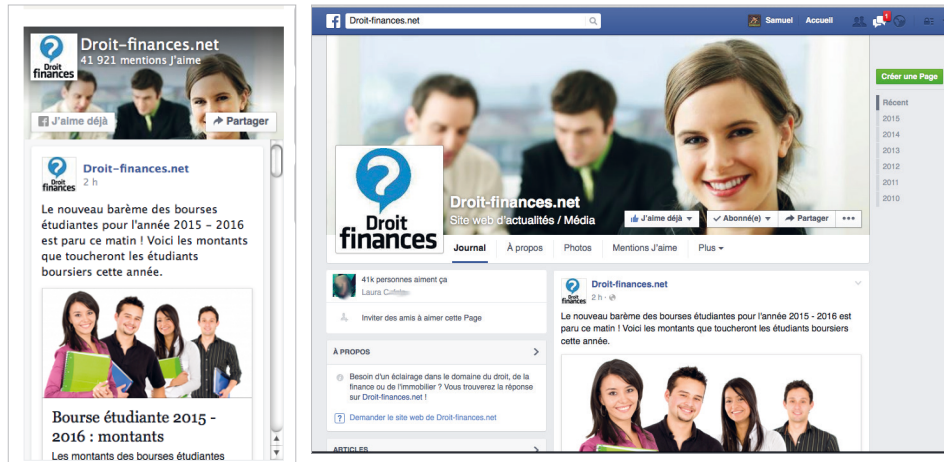 Droit-finances.net
41 921 mentions J'aime
?
Droit
finances
J'aime déjà
Partager
Droit-finances.net
2 h
Droit
finances
Le nouveau barème des bourses
étudiantes pour l'année 2015 – 2016
est paru ce matin ! Voici les montants
que toucheront les étudiants
boursiers cette année.
Bourse étudiante 2015 -
2016 : montants
Les montants des bourses étudiantes
f
Droit-finances.net
Samuel Accueil
1
Créer une Page
Récent
2015
2014
2013
2012
2011
2010
?
Droit
finances
Droit-finances.net
Site web d'actualités / Média
J'aime déjà
Abonné(e)
Partager
•••
Journal À propos Photos Mentions J'aime Plus
41k personnes aiment ça
Laura
Inviter des amis à aimer cette Page
À PROPOS
Besoin d'un éclairage dans le domaine du droit, de la
finance ou de l'immobilier ? Vous trouverez la réponse
sur Droit-finances.net !
? Demander le site web de Droit-finances.net
ARTICLES
Droit-finances.net
2 h ·
Droit
finances
Le nouveau barème des bourses étudiantes pour l'année 2015 - 2016 est
paru ce matin ! Voici les montants que toucheront les étudiants boursiers
cette année.